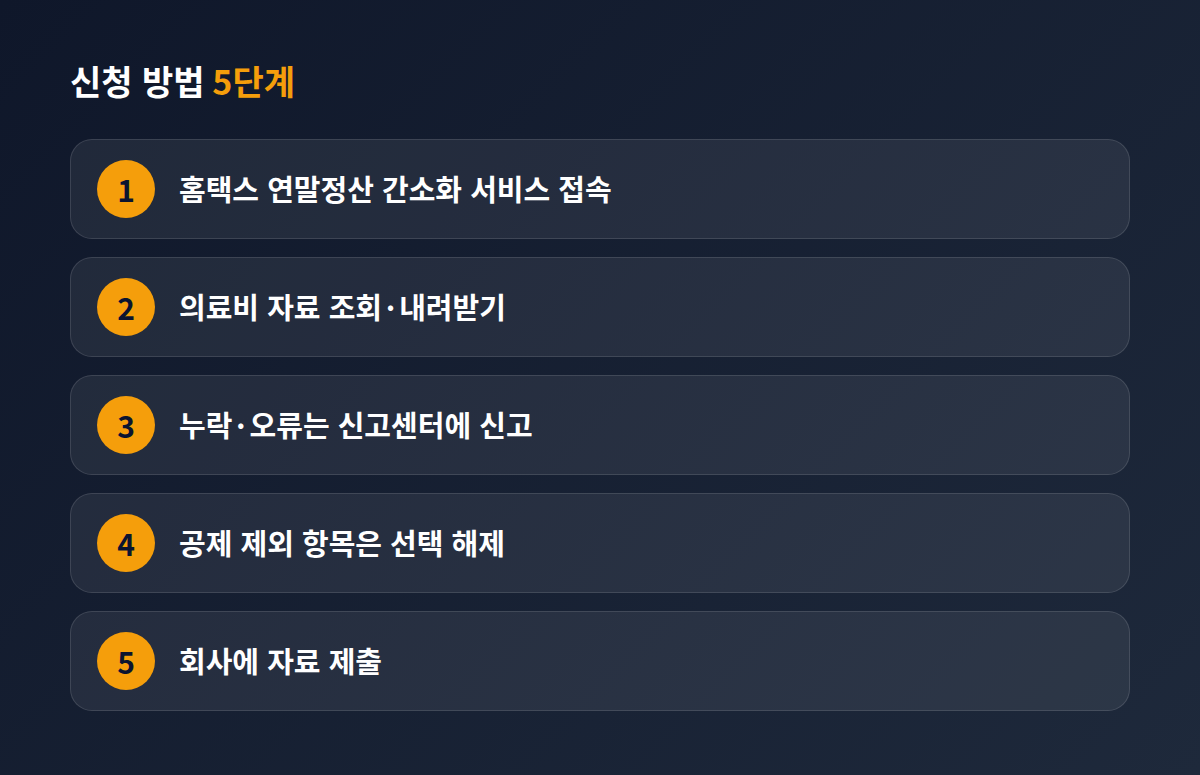 신청 방법 5단계
1 홈택스 연말정산 간소화 서비스 접속
2 의료비 자료 조회·내려받기
3 누락·오류는 신고센터에 신고
4 공제 제외 항목은 선택 해제
5 회사에 자료 제출